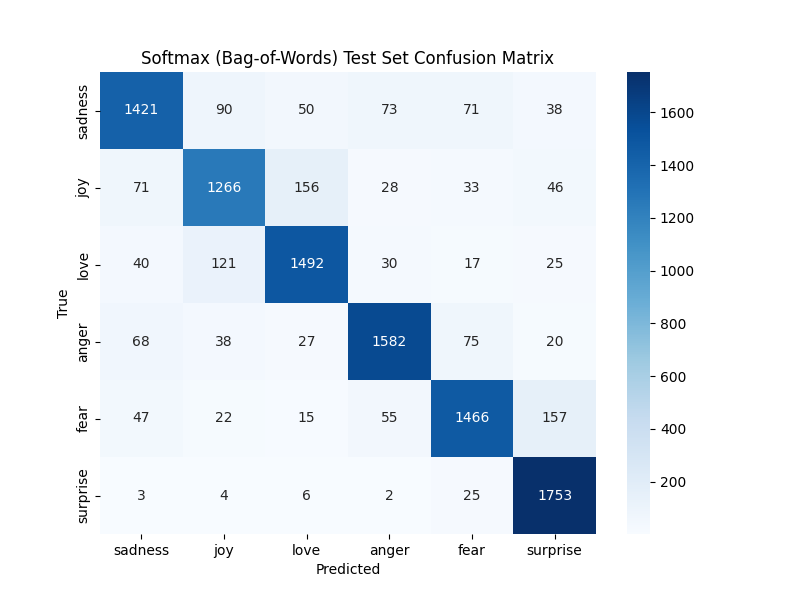 Softmax (Bag-of-Words) Test Set Confusion Matrix
True
sadness 1421 90 50 73 71 38
joy 71 1266 156 28 33 46
love 40 121 1492 30 17 25
anger 68 38 27 1582 75 20
fear 47 22 15 55 1466 157
surprise 3 4 6 2 25 1753
sadness joy love anger fear surprise
Predicted
1600
1400
1200
1000
800
600
400
200